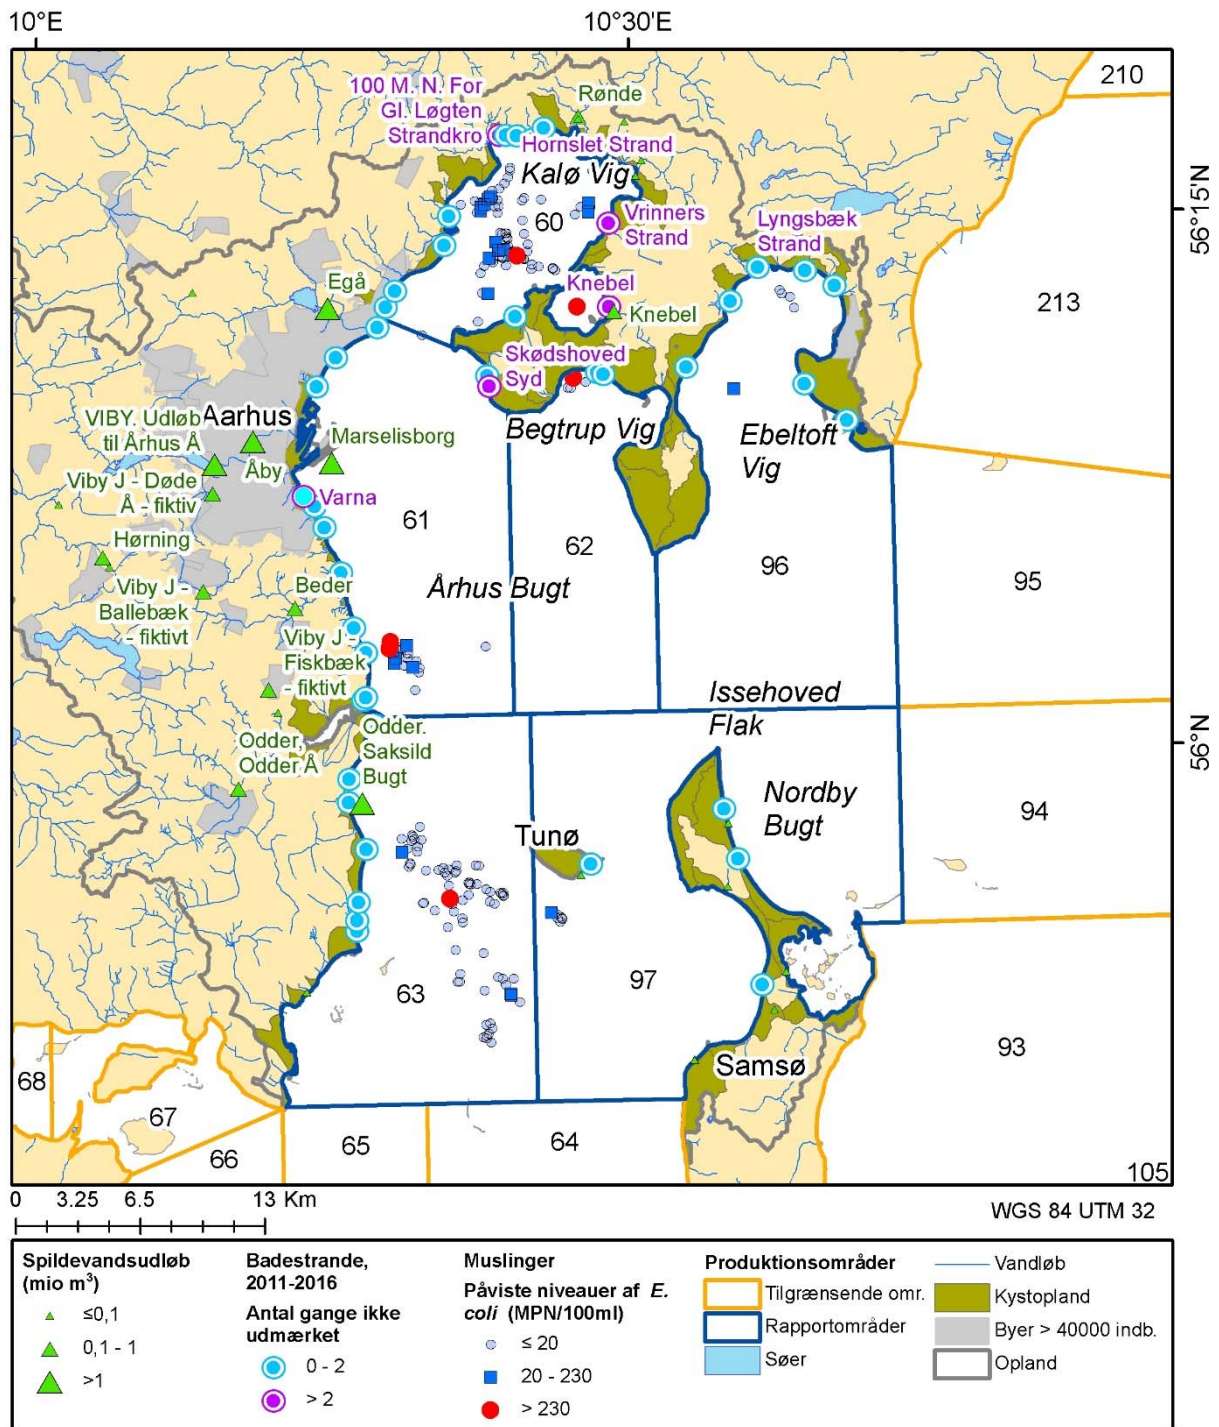 10°E
10°30'E
210
100 M. N. For
Gl. Løgten
Strandkro
Rønde
Hornslet Strand
Kalø Vig
60
Vrinners
Strand
Lyngsbæk
Strand
56°15'N
213
Egå
Knebel
Knebel
Skødshoved
Syd
VIBY. Udløb
til Århus Å
Aarhus
Marselisborg
Begtrup Vig
Ebeltoft
Vig
Åby
Viby J - Døde
Å - fiktiv
Varna
61
62
96
95
Hørning
Viby J -
Ballebæk
- fiktivt
Beder
Århus Bugt
Viby J -
Fiskbæk
- fiktivt
Issehoved
Flak
56°N
Odder,
Odder Å
Odder.
Saksild
Bugt
Nordby
Bugt
94
Tunø
63
97
93
Samsø
68
67
66
65
64
105
0 3.25 6.5 13 Km
WGS 84 UTM 32
Spildevandsudløb
(mio m³)
≤0,1
0,1 - 1
>1
Badestrande,
2011-2016
Antal gange ikke
udmærket
0 - 2
> 2
Muslinger
Påviste niveauer af E.
coli (MPN/100ml)
≤ 20
20 - 230
> 230
Produktionsområder
Tilgrænsende omr.
Rapportområder
Søer
Vandløb
Kystopland
Byer > 40000 indb.
Opland